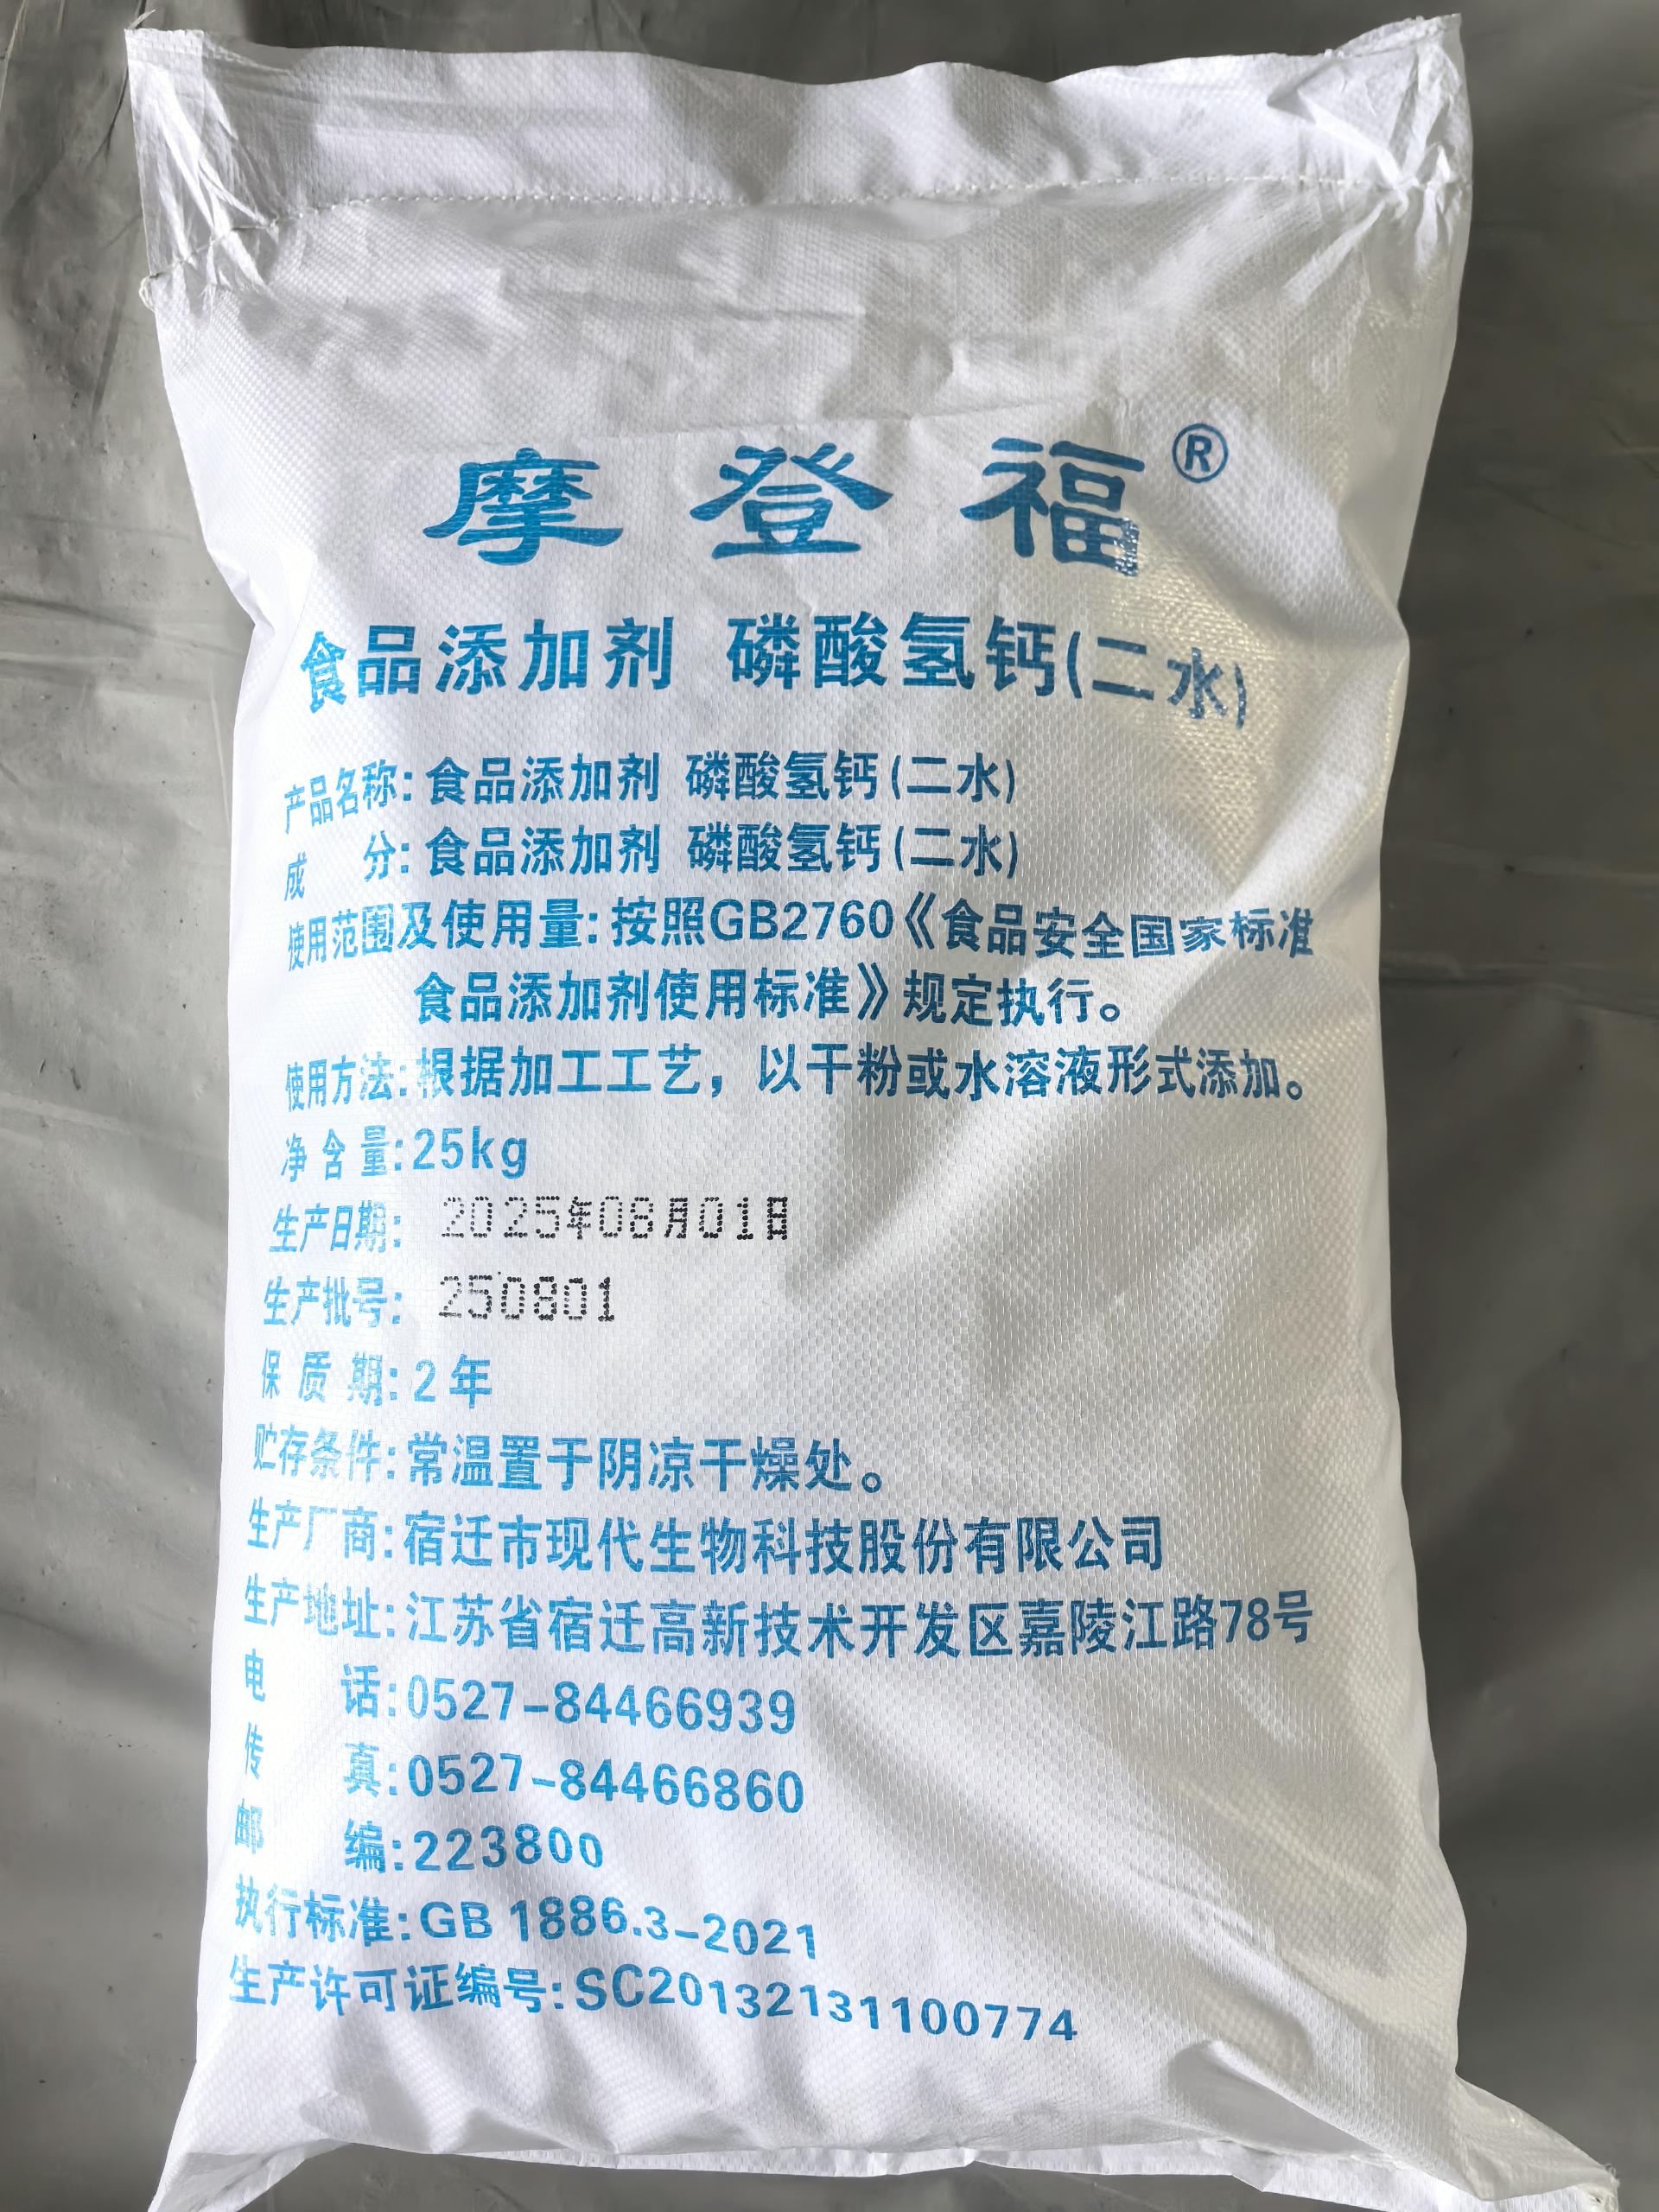 摩登福®
食品添加剂 磷酸氢钙(二水)
产品名称:食品添加剂 磷酸氢钙(二水)
成 分:食品添加剂 磷酸氢钙(二水)
使用范围及使用量:按照GB2760《食品安全国家标准
食品添加剂使用标准》规定执行。
使用方法:根据加工工艺，以干粉或水溶液形式添加。
净含量:25kg
生产日期:2025年08月01日
生产批号:250801
保质期:2年
贮存条件:常温置于阴凉干燥处。
生产厂商:宿迁市现代生物科技股份有限公司
生产地址:江苏省宿迁高新技术开发区嘉陵江路78号
电 话:0527-84466939
传 真:0527-84466860
邮 编:223800
执行标准:GB 1886.3-2021
生产许可证编号:SC20132131100774